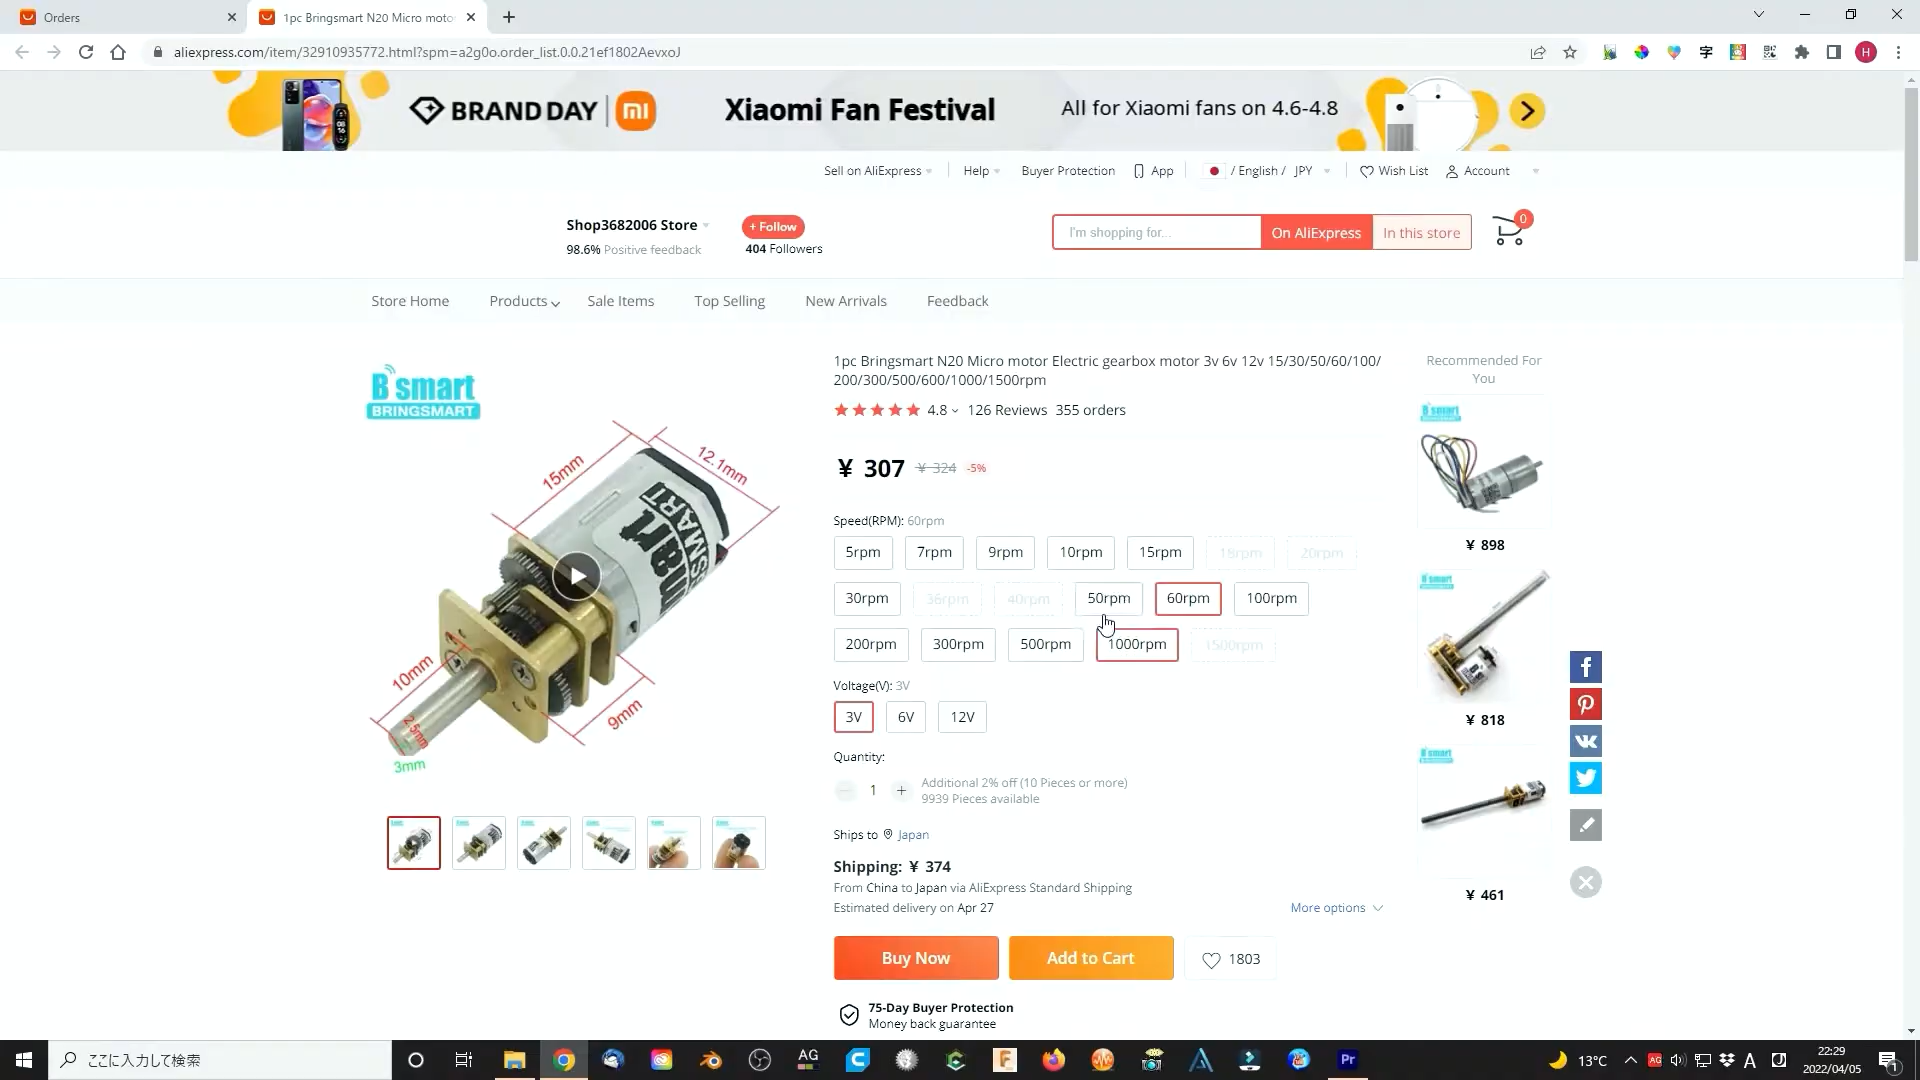 Orders
1pc Bringsmart N20 Micro moto
aliexpress.com/item/32910935772.html?spm=a2g0o.order_list.0.0.21ef1802AevxoJ
字
H
BRAND DAY
Xiaomi Fan Festival
All for Xiaomi fans on 4.6-4.8
Sell on AliExpress
Help
Buyer Protection
App
/ English / JPY
Wish List
Account
Shop3682006 Store
98.6% Positive feedback
+ Follow
404 Followers
I'm shopping for...
On AliExpress
In this store
0
Store Home
Products
Sale Items
Top Selling
New Arrivals
Feedback
B smart
BRINGSMART
15mm
12.1mm
10mm
2.5mm
3mm
9mm
1pc Bringsmart N20 Micro motor Electric gearbox motor 3v 6v 12v 15/30/50/60/100/
200/300/500/600/1000/1500rpm
4.8
126 Reviews
355 orders
¥ 307
¥ 324
-5%
Speed(RPM): 60rpm
5rpm
7rpm
9rpm
10rpm
15rpm
18rpm
20rpm
30rpm
36rpm
40rpm
50rpm
60rpm
100rpm
200rpm
300rpm
500rpm
1000rpm
1500rpm
Voltage(V): 3V
3V
6V
12V
Quantity:
1
Additional 2% off (10 Pieces or more)
9939 Pieces available
Ships to Japan
Shipping: ¥ 374
From China to Japan via AliExpress Standard Shipping
Estimated delivery on Apr 27
More options
Buy Now
Add to Cart
1803
75-Day Buyer Protection
Money back guarantee
Recommended For
You
B smart
¥ 898
B smart
¥ 818
B smart
¥ 461
ここに入力して検索
AG
Pr
13°C
AG
A
22:29
2022/04/05
1